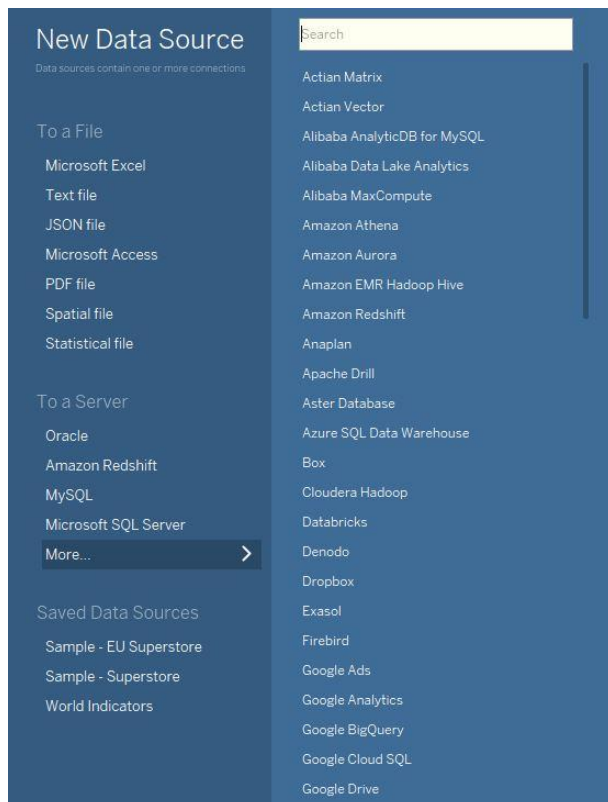 New Data Source
Data sources contain one or more connections
To a File
Microsoft Excel
Text file
JSON file
Microsoft Access
PDF file
Spatial file
Statistical file
To a Server
Oracle
Amazon Redshift
MySQL
Microsoft SQL Server
More...
Saved Data Sources
Sample - EU Superstore
Sample - Superstore
World Indicators
Search
Actian Matrix
Actian Vector
Alibaba AnalyticDB for MySQL
Alibaba Data Lake Analytics
Alibaba MaxCompute
Amazon Athena
Amazon Aurora
Amazon EMR Hadoop Hive
Amazon Redshift
Anaplan
Apache Drill
Aster Database
Azure SQL Data Warehouse
Box
Cloudera Hadoop
Databricks
Denodo
Dropbox
Exasol
Firebird
Google Ads
Google Analytics
Google BigQuery
Google Cloud SQL
Google Drive